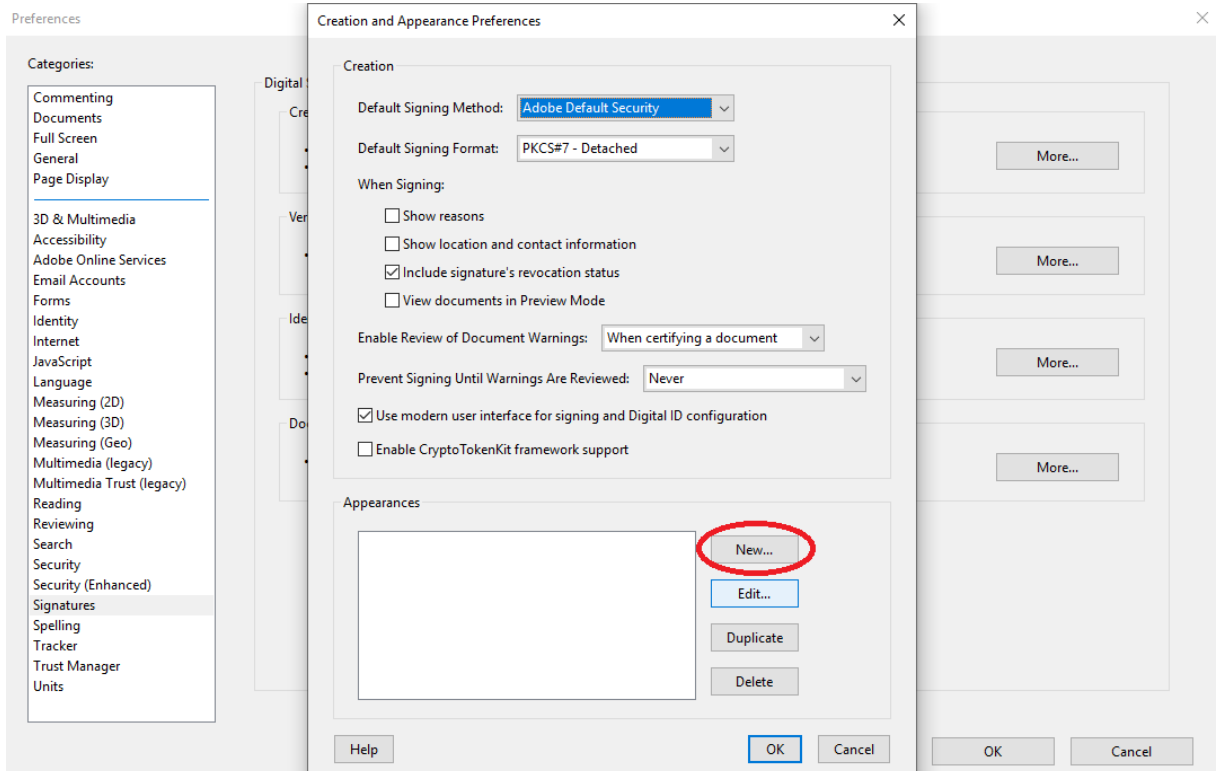 Preferences
Categories:
Commenting
Documents
Full Screen
General
Page Display
3D & Multimedia
Accessibility
Adobe Online Services
Email Accounts
Forms
Identity
Internet
JavaScript
Language
Measuring (2D)
Measuring (3D)
Measuring (Geo)
Multimedia (legacy)
Multimedia Trust (legacy)
Reading
Reviewing
Search
Security
Security (Enhanced)
Signatures
Spelling
Tracker
Trust Manager
Units
Digital
Cre
Ver
Ide
Do
Creation and Appearance Preferences
Creation
Default Signing Method: Adobe Default Security
Default Signing Format: PKCS#7 - Detached
When Signing:
Show reasons
Show location and contact information
Include signature's revocation status
View documents in Preview Mode
Enable Review of Document Warnings: When certifying a document
Prevent Signing Until Warnings Are Reviewed: Never
Use modern user interface for signing and Digital ID configuration
Enable CryptoTokenKit framework support
Appearances
New...
Edit...
Duplicate
Delete
Help OK Cancel
More...
More...
More...
More...
OK Cancel